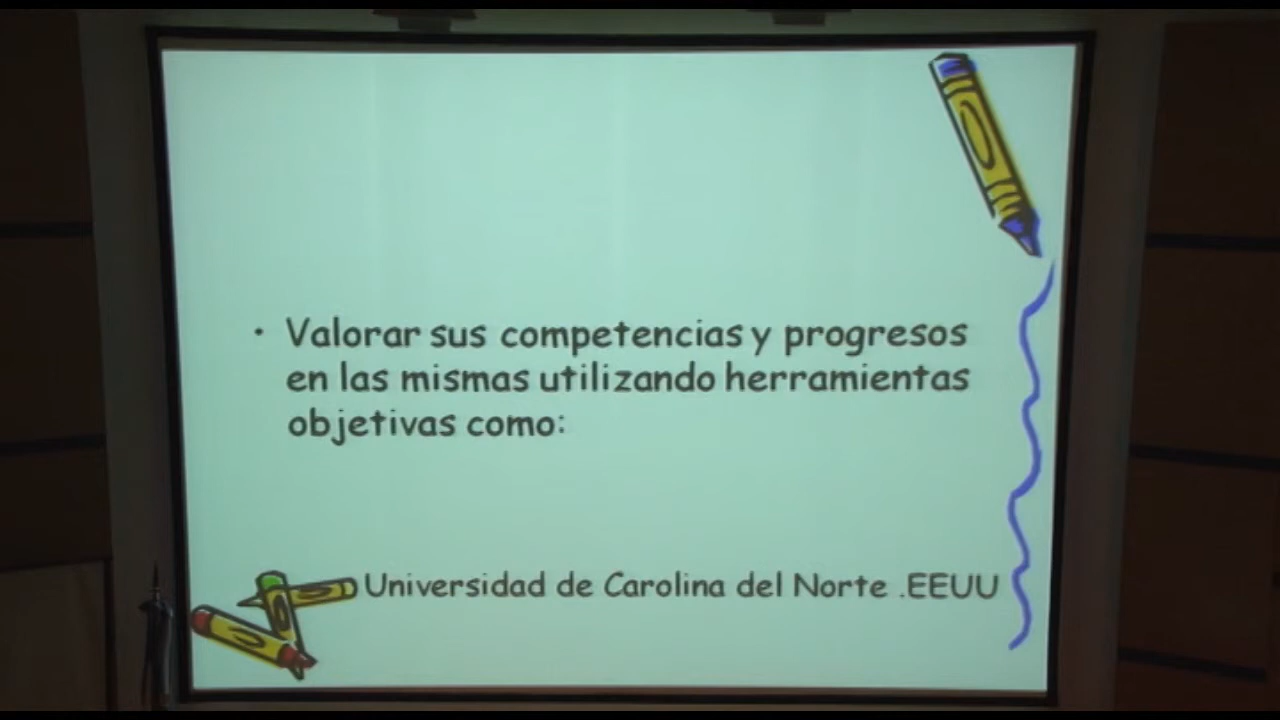 • Valorar sus competencias y progresos
en las mismas utilizando herramientas
objetivas como:
Universidad de Carolina del Norte .EEUU